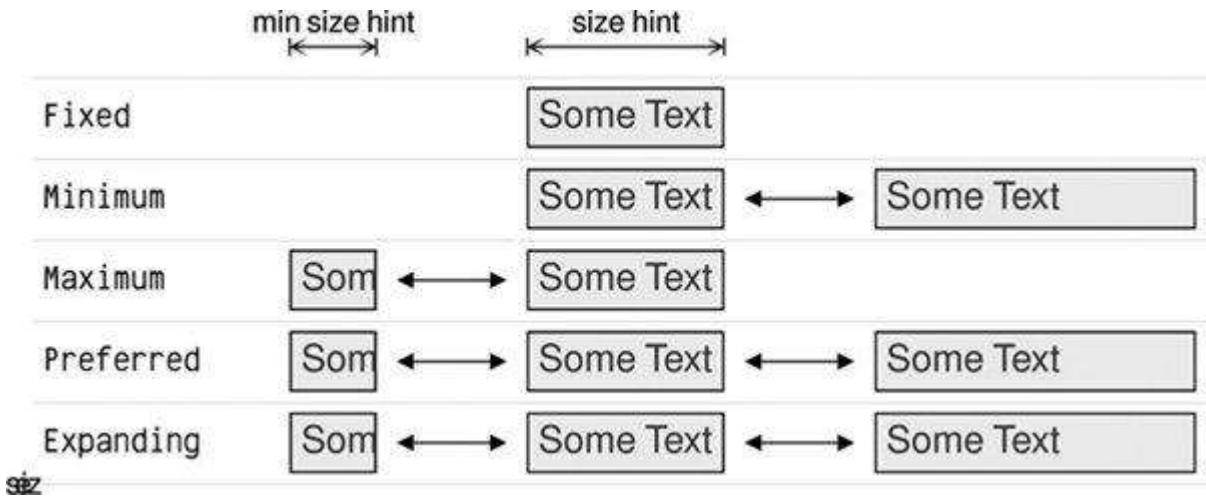 min size hint size hint
Fixed Some Text
Minimum Some Text Some Text
Maximum Som Some Text
Preferred Som Some Text Some Text
Expanding Som Some Text Some Text